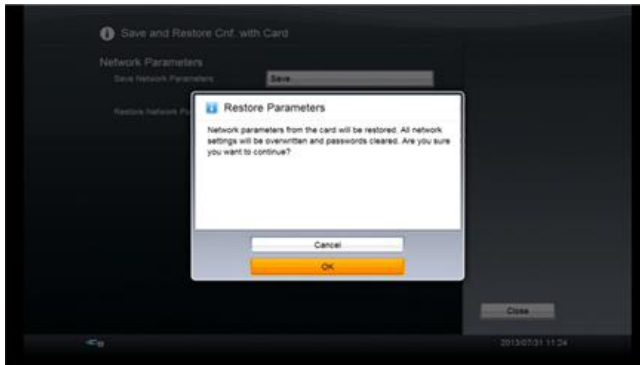 Save and Restore Cnf. with Card
Network Parameters
Save Network Parameters
Save
Restore Network
Restore Parameters
Network parameters from the card will be restored. All network
settings will be overwritten and passwords cleared. Are you sure
you want to continue?
Cancel
OK
Close
2013/07/31 11:24